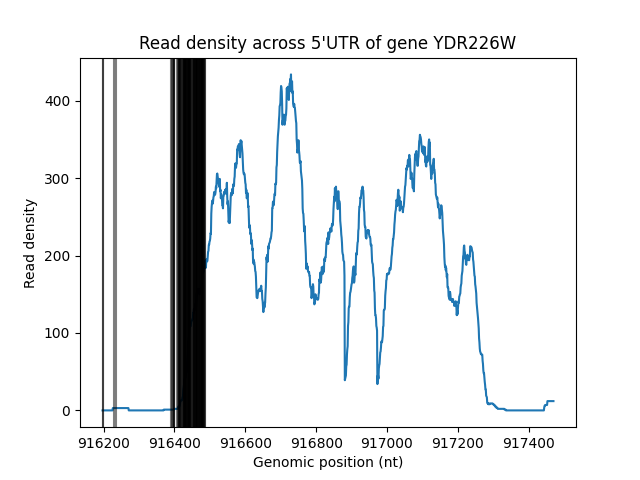 Read density across 5'UTR of gene YDR226W
400
300
200
100
0
Read density
916200 916400 916600 916800 917000 917200 917400
Genomic position (nt)